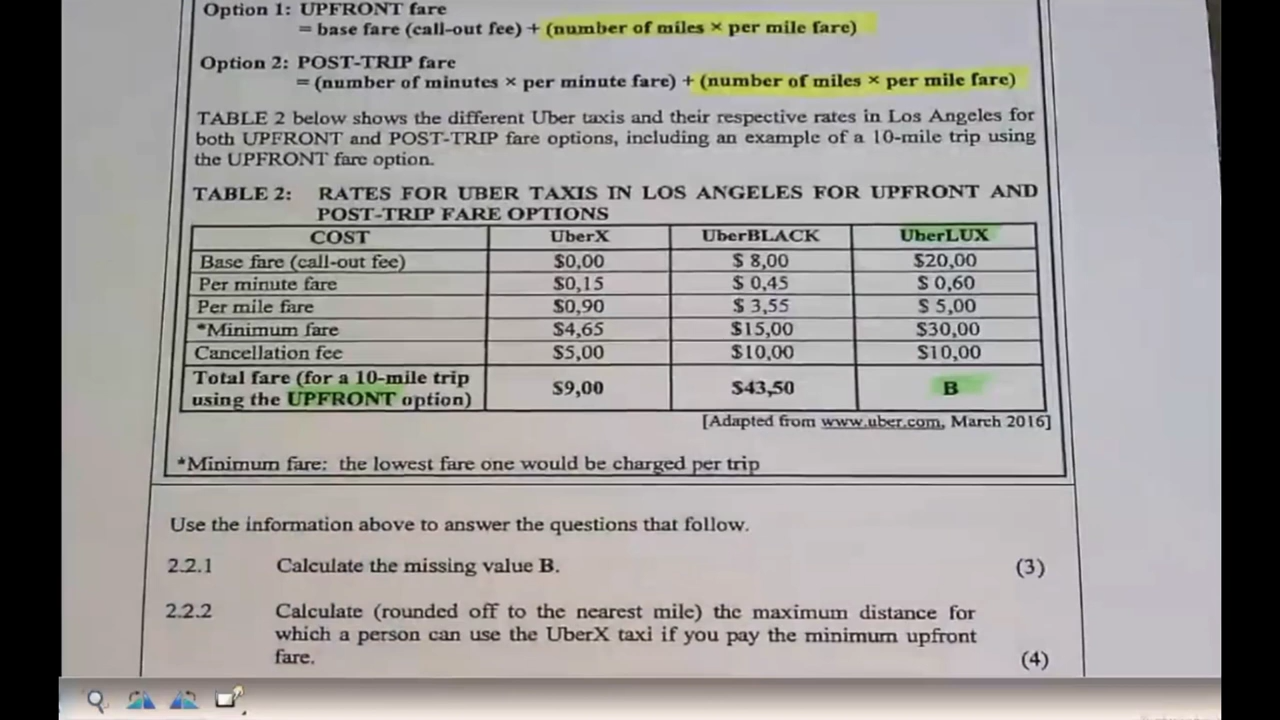 Option 1: UPFRONT fare
= base fare (call-out fee) + (number of miles × per mile fare)
Option 2: POST-TRIP fare
= (number of minutes × per minute fare) + (number of miles × per mile fare)
TABLE 2 below shows the different Uber taxis and their respective rates in Los Angeles for
both UPFRONT and POST-TRIP fare options, including an example of a 10-mile trip using
the UPFRONT fare option.
TABLE 2: RATES FOR UBER TAXIS IN LOS ANGELES FOR UPFRONT AND
POST-TRIP FARE OPTIONS
COST UberX UberBLACK UberLUX
Base fare (call-out fee) $0,00 $ 8,00 $20,00
Per minute fare $0,15 $ 0,45 $ 0,60
Per mile fare $0,90 $ 3,55 $ 5,00
*Minimum fare $4,65 $15,00 $30,00
Cancellation fee $5,00 $10,00 $10,00
Total fare (for a 10-mile trip
using the UPFRONT option) $9,00 $43,50 B
[Adapted from www.uber.com, March 2016]
*Minimum fare: the lowest fare one would be charged per trip
Use the information above to answer the questions that follow.
2.2.1 Calculate the missing value B. (3)
2.2.2 Calculate (rounded off to the nearest mile) the maximum distance for
which a person can use the UberX taxi if you pay the minimum upfront
fare. (4)